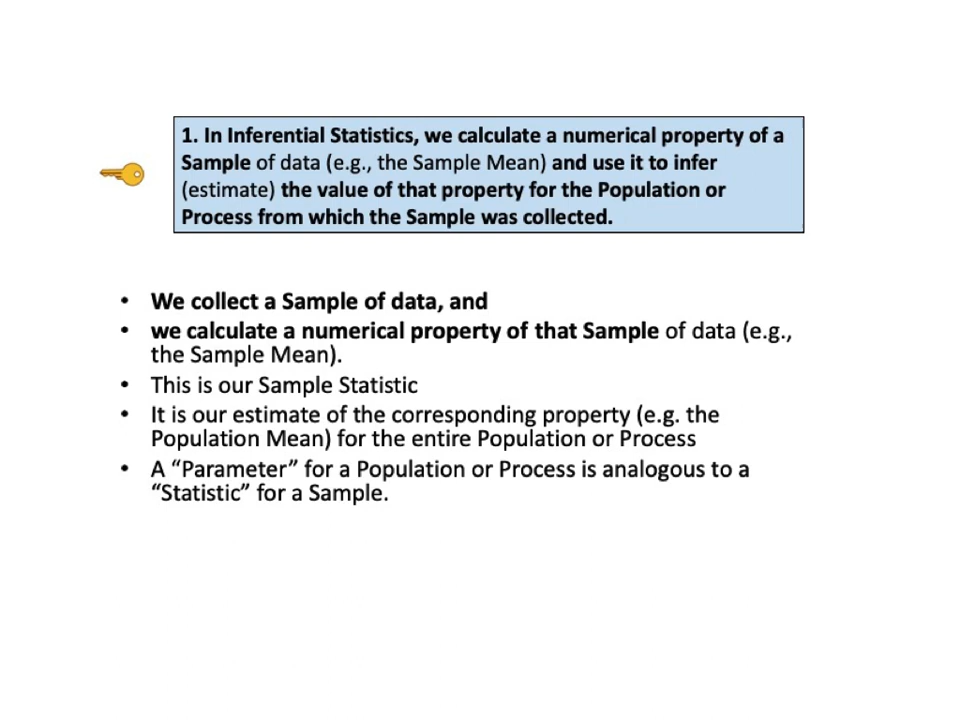 1. In Inferential Statistics, we calculate a numerical property of a
Sample of data (e.g., the Sample Mean) and use it to infer
(estimate) the value of that property for the Population or
Process from which the Sample was collected.
• We collect a Sample of data, and
• we calculate a numerical property of that Sample of data (e.g.,
the Sample Mean).
• This is our Sample Statistic
• It is our estimate of the corresponding property (e.g. the
Population Mean) for the entire Population or Process
• A “Parameter” for a Population or Process is analogous to a
“Statistic” for a Sample.